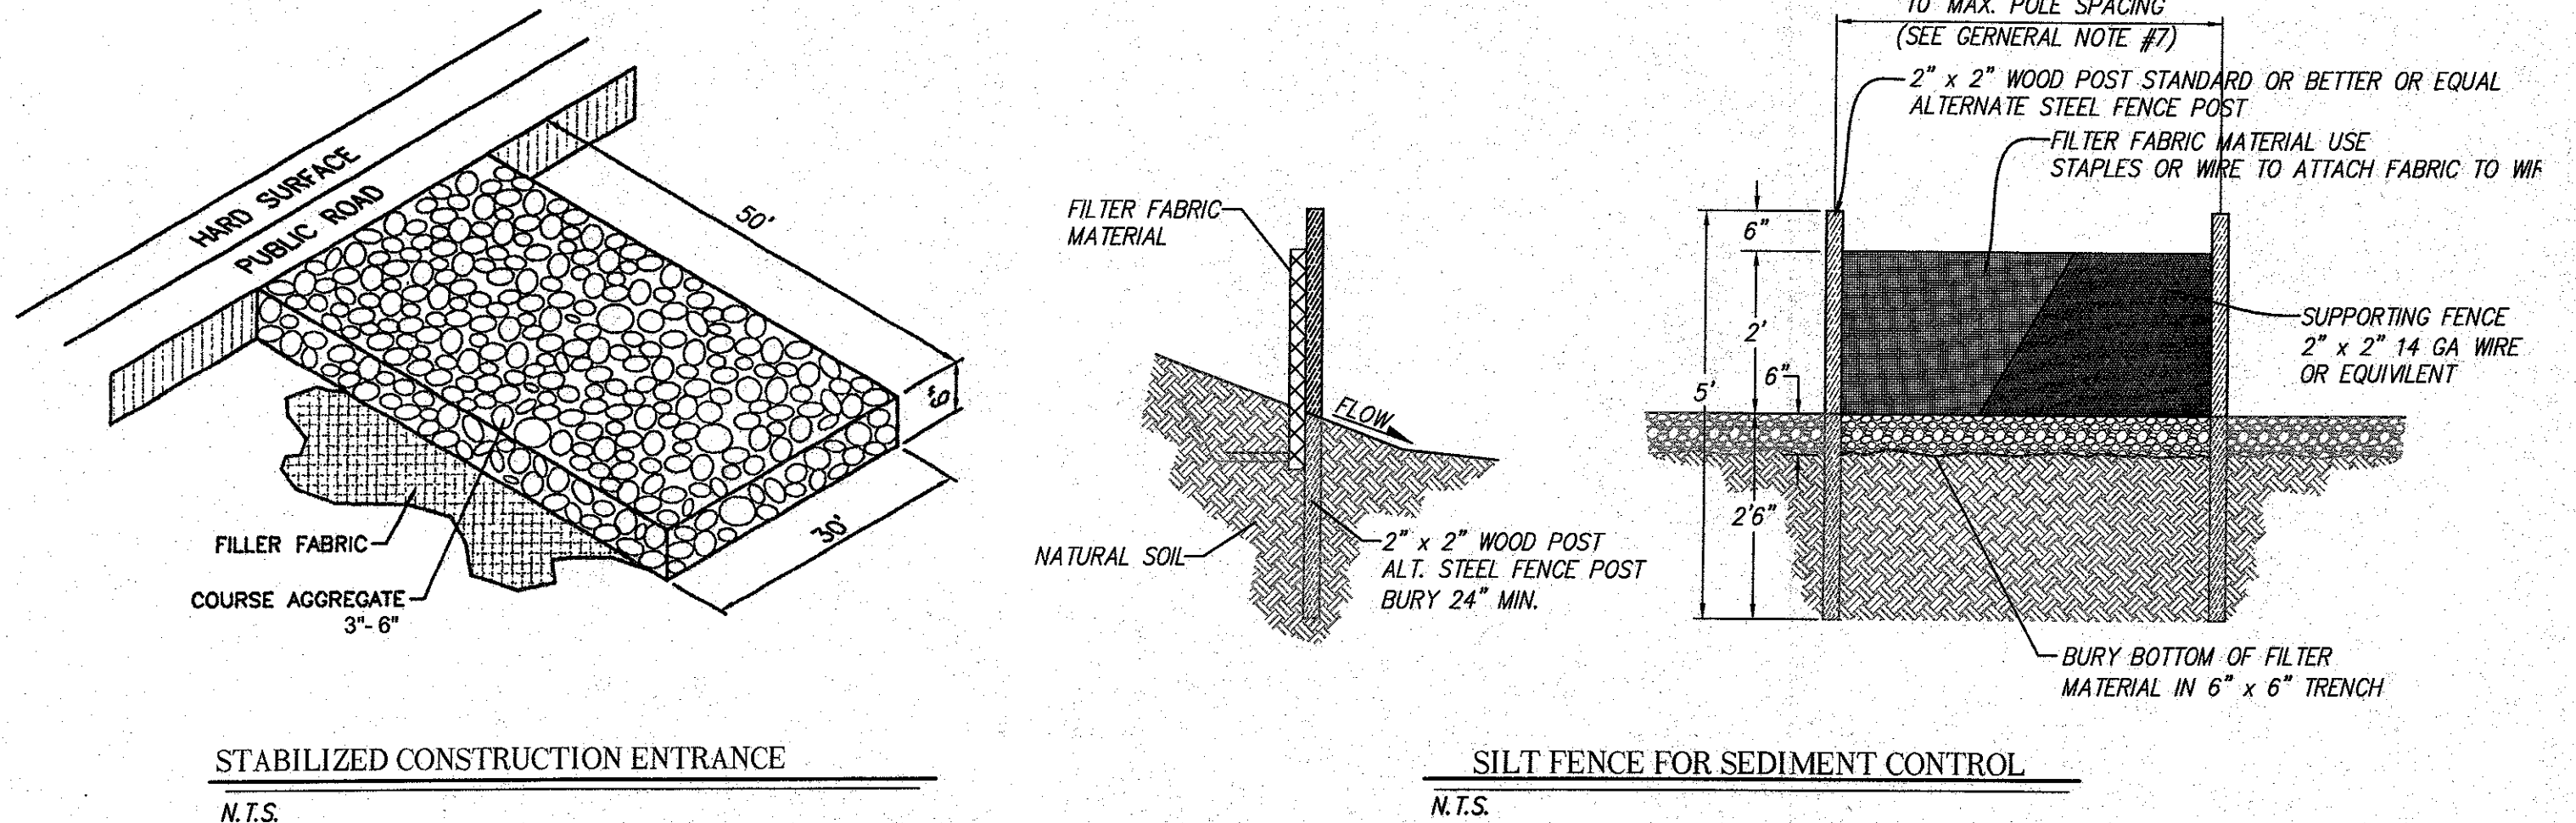 HARD SURFACE
PUBLIC ROAD
50'
6"
30'
FILLER FABRIC
COURSE AGGREGATE
3"- 6"
STABILIZED CONSTRUCTION ENTRANCE
N.T.S.
FILTER FABRIC
MATERIAL
FLOW
NATURAL SOIL
2" x 2" WOOD POST
ALT. STEEL FENCE POST
BURY 24" MIN.
10' MAX. POLE SPACING
(SEE GERNERAL NOTE #7)
2" x 2" WOOD POST STANDARD OR BETTER OR EQUAL
ALTERNATE STEEL FENCE POST
FILTER FABRIC MATERIAL USE
STAPLES OR WIRE TO ATTACH FABRIC TO
6"
2'
5'
6"
2'6"
SUPPORTING FENCE
2" x 2" 14 GA WIRE
OR EQUIVILENT
BURY BOTTOM OF FILTER
MATERIAL IN 6" x 6" TRENCH
SILT FENCE FOR SEDIMENT CONTROL
N.T.S.